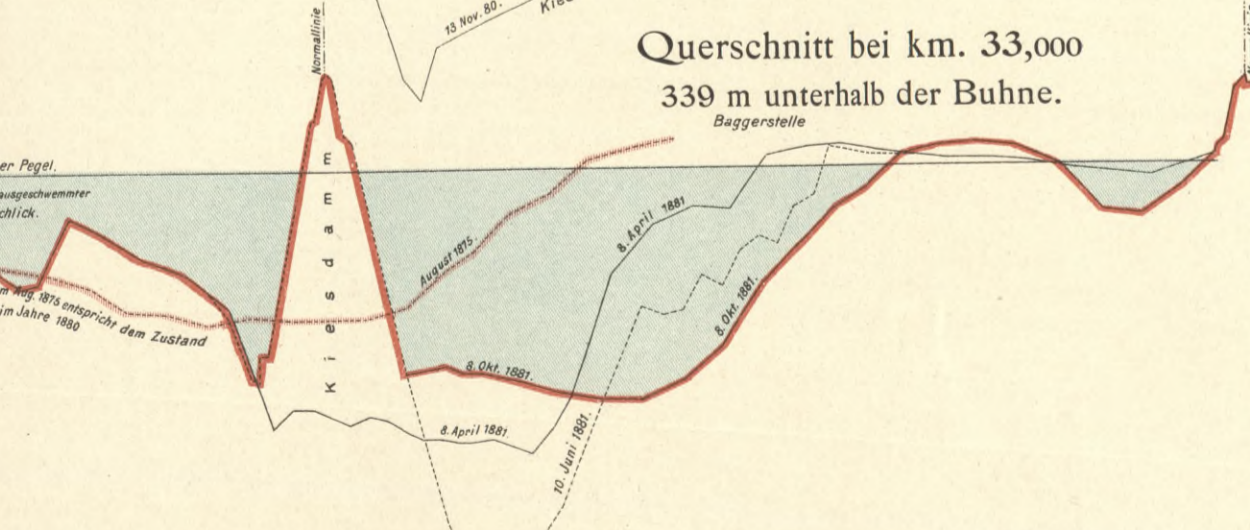 Normallinie
13 Nov. 80.
Querschnitt bei km. 33,000
339 m unterhalb der Buhne.
Baggerstelle
er Pegel.
ausgeschwemmter
chlick.
Kiesdamm
August 1875.
8. April 1881
8. Okt. 1881.
m Aug. 1875 entspricht dem Zustand
im Jahre 1880
8. Okt. 1881.
8. April 1881.
10. Juni 1881.